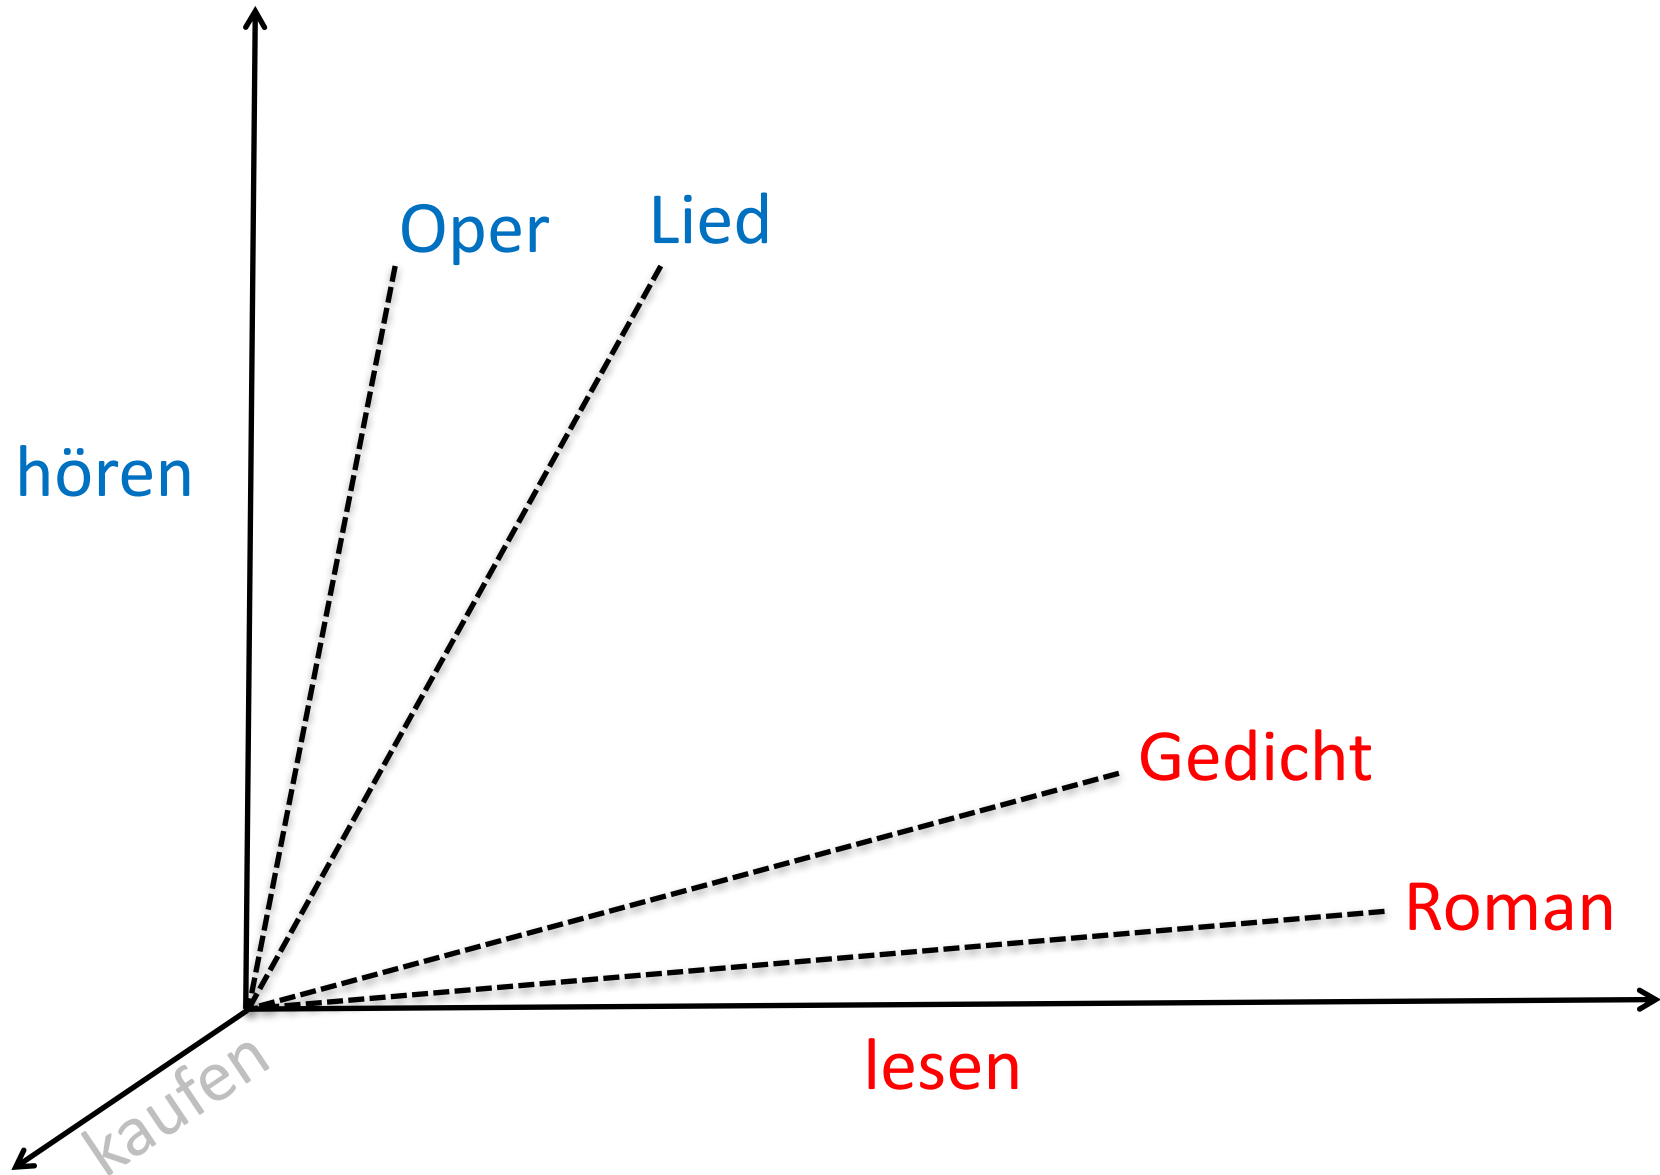 Oper
Lied
hören
Gedicht
Roman
lesen
kaufen